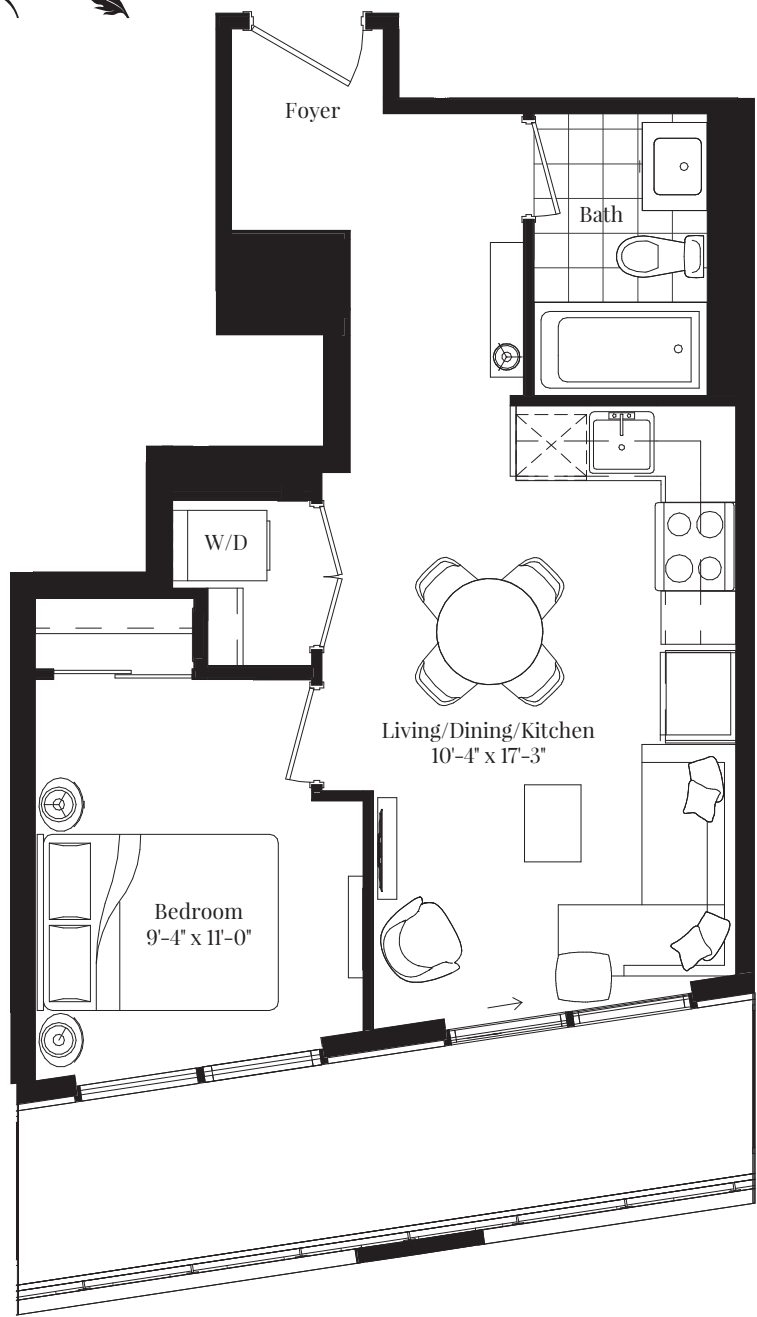 Foyer
Bath
W/D
Living/Dining/Kitchen
10'-4" x 17'-3"
Bedroom
9'-4" x 11'-0"